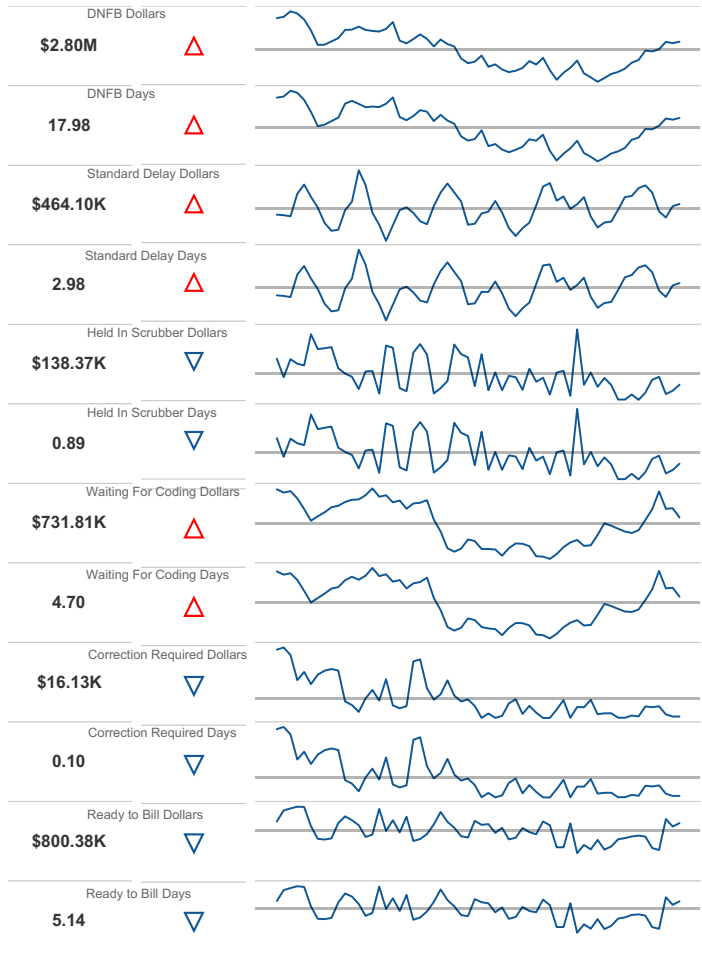 DNFB Dollars
$2.80M
DNFB Days
17.98
Standard Delay Dollars
$464.10K
Standard Delay Days
2.98
Held In Scrubber Dollars
$138.37K
Held In Scrubber Days
0.89
Waiting For Coding Dollars
$731.81K
Waiting For Coding Days
4.70
Correction Required Dollars
$16.13K
Correction Required Days
0.10
Ready to Bill Dollars
$800.38K
Ready to Bill Days
5.14